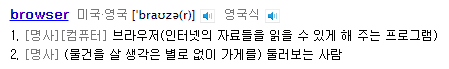 browser 미국·영국 ['braʊzə(r)] 영국식
1. [명사][컴퓨터] 브라우저(인터넷의 자료들을 읽을 수 있게 해 주는 프로그램)
2. [명사] (물건을 살 생각은 별로 없이 가게를) 둘러보는 사람